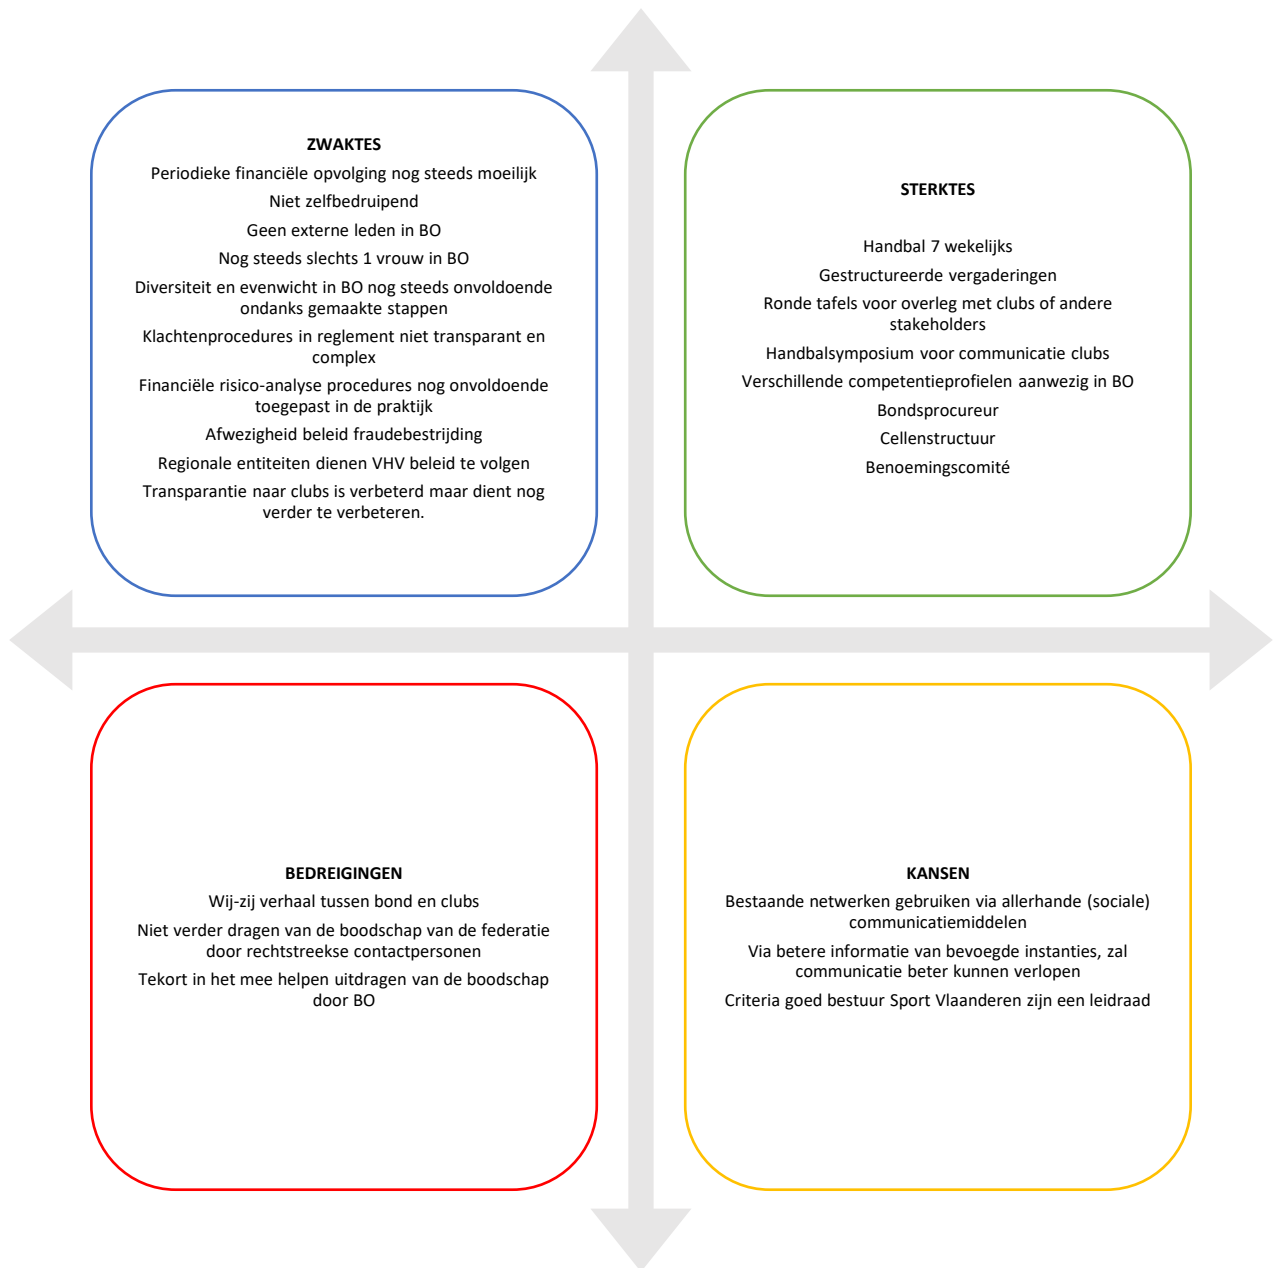 ZWAKTES
Periodieke financiële opvolging nog steeds moeilijk
Niet zelfbedruipend
Geen externe leden in BO
Nog steeds slechts 1 vrouw in BO
Diversiteit en evenwicht in BO nog steeds onvoldoende
ondanks gemaakte stappen
Klachtenprocedures in reglement niet transparant en
complex
Financiële risico-analyse procedures nog onvoldoende
toegepast in de praktijk
Afwezigheid beleid fraudebestrijding
Regionale entiteiten dienen VHV beleid te volgen
Transparantie naar clubs is verbeterd maar dient nog
verder te verbeteren.
STERKTES
Handbal 7 wekelijks
Gestructureerde vergaderingen
Ronde tafels voor overleg met clubs of andere
stakeholders
Handbalsymposium voor communicatie clubs
Verschillende competentieprofielen aanwezig in BO
Bondsprocureur
Cellenstructuur
Benoemingscomité
BEDREIGINGEN
Wij-zij verhaal tussen bond en clubs
Niet verder dragen van de boodschap van de federatie
door rechtstreekse contactpersonen
Tekort in het mee helpen uitdragen van de boodschap
door BO
KANSEN
Bestaande netwerken gebruiken via allerhande (sociale)
communicatiemiddelen
Via betere informatie van bevoegde instanties, zal
communicatie beter kunnen verlopen
Criteria goed bestuur Sport Vlaanderen zijn een leidraad